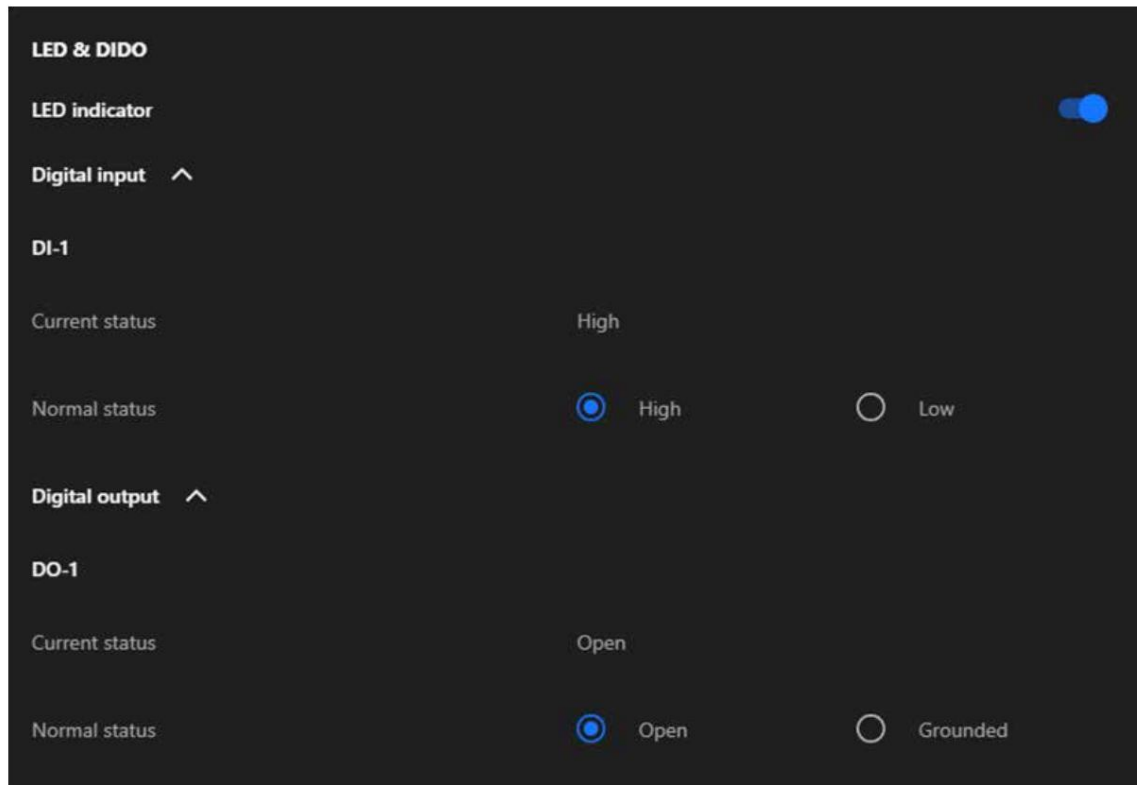 LED & DIDO
LED indicator
Digital input
DI-1
Current status High
Normal status High Low
Digital output
DO-1
Current status Open
Normal status Open Grounded